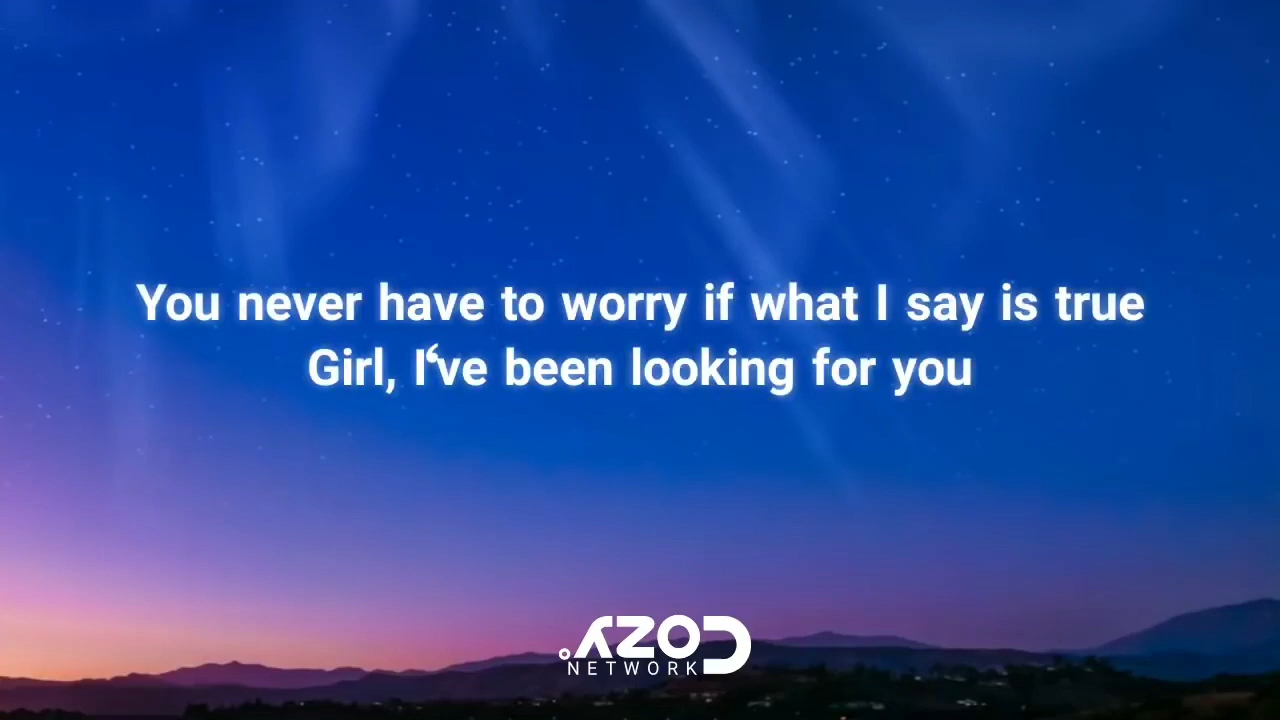 You never have to worry if what I say is true
Girl, I‘ve been looking for you
COZY.
NETWORK